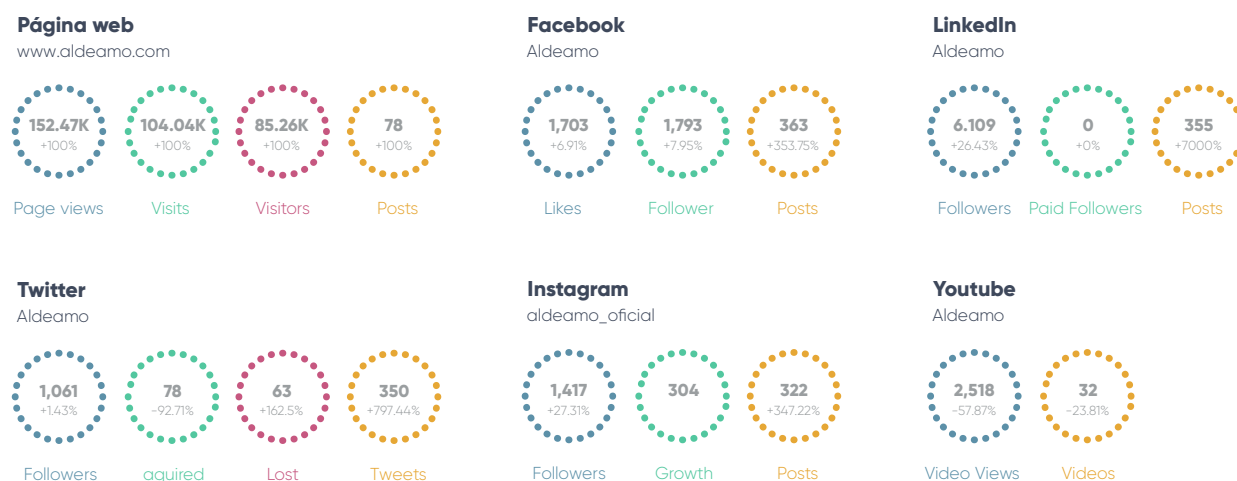 Página web
www.aldeamo.com
152.47K 104.04K 85.26K 78
+100% +100% +100% +100%
Page views Visits Visitors Posts
Facebook
Aldeamo
1,703 1,793 363
+6.91% +7.95% +353.75%
Likes Follower Posts
LinkedIn
Aldeamo
6.109 0 355
+26.43% +0% +7000%
Followers Paid Followers Posts
Twitter
Aldeamo
1,061 78 63 350
+1.43% -92.71% +162.5% +797.44%
Followers aquired Lost Tweets
Instagram
aldeamo_oficial
1,417 304 322
+27.31% +347.22%
Followers Growth Posts
Youtube
Aldeamo
2,518 32
-57.87% -23.81%
Video Views Videos